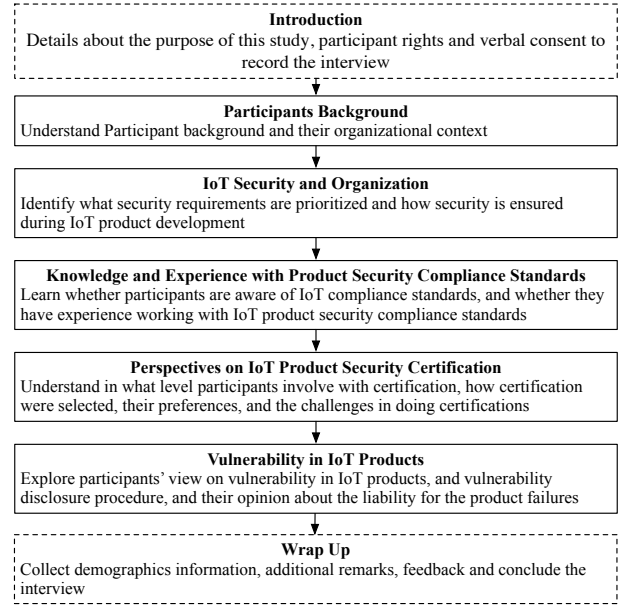 Introduction
Details about the purpose of this study, participant rights and verbal consent to
record the interview
Participants Background
Understand Participant background and their organizational context
IoT Security and Organization
Identify what security requirements are prioritized and how security is ensured
during IoT product development
Knowledge and Experience with Product Security Compliance Standards
Learn whether participants are aware of IoT compliance standards, and whether they
have experience working with IoT product security compliance standards
Perspectives on IoT Product Security Certification
Understand in what level participants involve with certification, how certification
were selected, their preferences, and the challenges in doing certifications
Vulnerability in IoT Products
Explore participants’ view on vulnerability in IoT products, and vulnerability
disclosure procedure, and their opinion about the liability for the product failures
Wrap Up
Collect demographics information, additional remarks, feedback and conclude the
interview